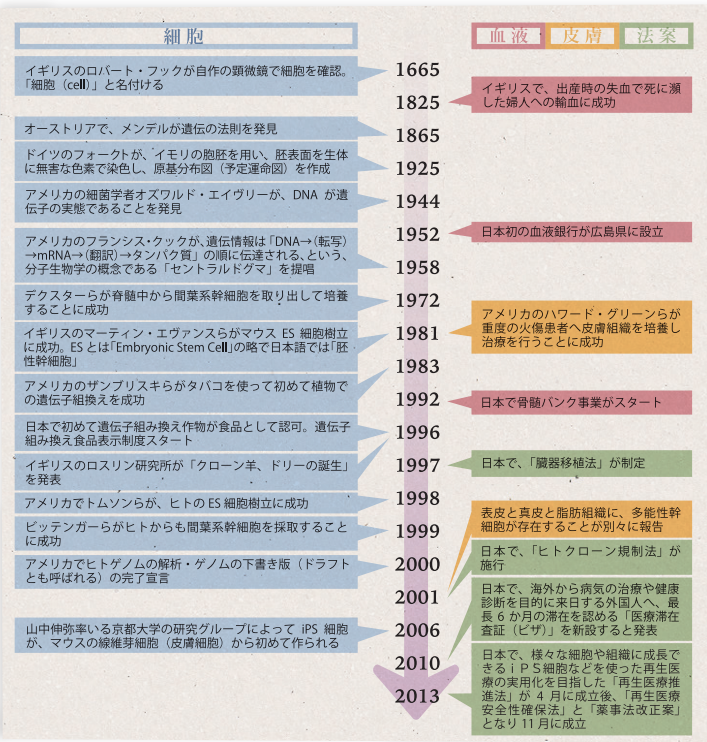 細胞
血液
皮膚
法案
イギリスのロバート・フックが自作の顕微鏡で細胞を確認。
「細胞(cell)」と名付ける
1665
1825
イギリスで、出産時の失血で死に瀕
した婦人への輸血に成功
オーストリアで、メンデルが遺伝の法則を発見
1865
ドイツのフォークトが、イモリの胞胚を用い、胚表面を生体
に無害な色素で染色し、原基分布図(予定運命図)を作成
1925
アメリカの細菌学者オズワルド・エイヴリーが、DNA が遺
伝子の実態であることを発見
1944
1952
日本初の血液銀行が広島県に設立
アメリカのフランシス・クックが、遺伝情報は「DNA→(転写)
→mRNA→(翻訳)→タンパク質」の順に伝達される、という、
分子生物学の概念である「セントラルドグマ」を提唱
1958
デクスターらが脊髄中から間葉系幹細胞を取り出して培養
することに成功
1972
イギリスのマーティン・エヴァンスらがマウス ES 細胞樹立
に成功。ES とは「Embryonic Stem Cell」の略で日本語では「胚
性幹細胞」
1981
アメリカのハワード・グリーンらが
重度の火傷患者へ皮膚組織を培養し
治療を行うことに成功
1983
アメリカのザンブリスキらがタバコを使って初めて植物で
の遺伝子組換えを成功
1992
日本で骨髄バンク事業がスタート
日本で初めて遺伝子組み換え作物が食品として認可。遺伝子
組み換え食品表示制度スタート
1996
イギリスのロスリン研究所が「クローン羊、ドリーの誕生」
を発表
1997
日本で、「臓器移植法」が制定
アメリカでトムソンらが、ヒトの ES 細胞樹立に成功
1998
ピッテンガーらがヒトからも間葉系幹細胞を採取すること
に成功
1999
表皮と真皮と脂肪組織に、多能性幹
細胞が存在することが別々に報告
アメリカでヒトゲノムの解析・ゲノムの下書き版(ドラフト
とも呼ばれる)の完了宣言
2000
日本で、「ヒトクローン規制法」が
施行
2001
日本で、海外から病気の治療や健康
診断を目的に来日する外国人へ、最
長 6 か月の滞在を認める「医療滞在
査証(ビザ)」を新設すると発表
山中伸弥率いる京都大学の研究グループによって iPS 細胞
が、マウスの線維芽細胞(皮膚細胞)から初めて作られる
2006
2010
2013
日本で、様々な細胞や組織に成長で
きるiPS細胞などを使った再生医
療の実用化を目指した「再生医療推
進法」が 4 月に成立後、「再生医療
安全性確保法」と「薬事法改正案」
となり 11 月に成立